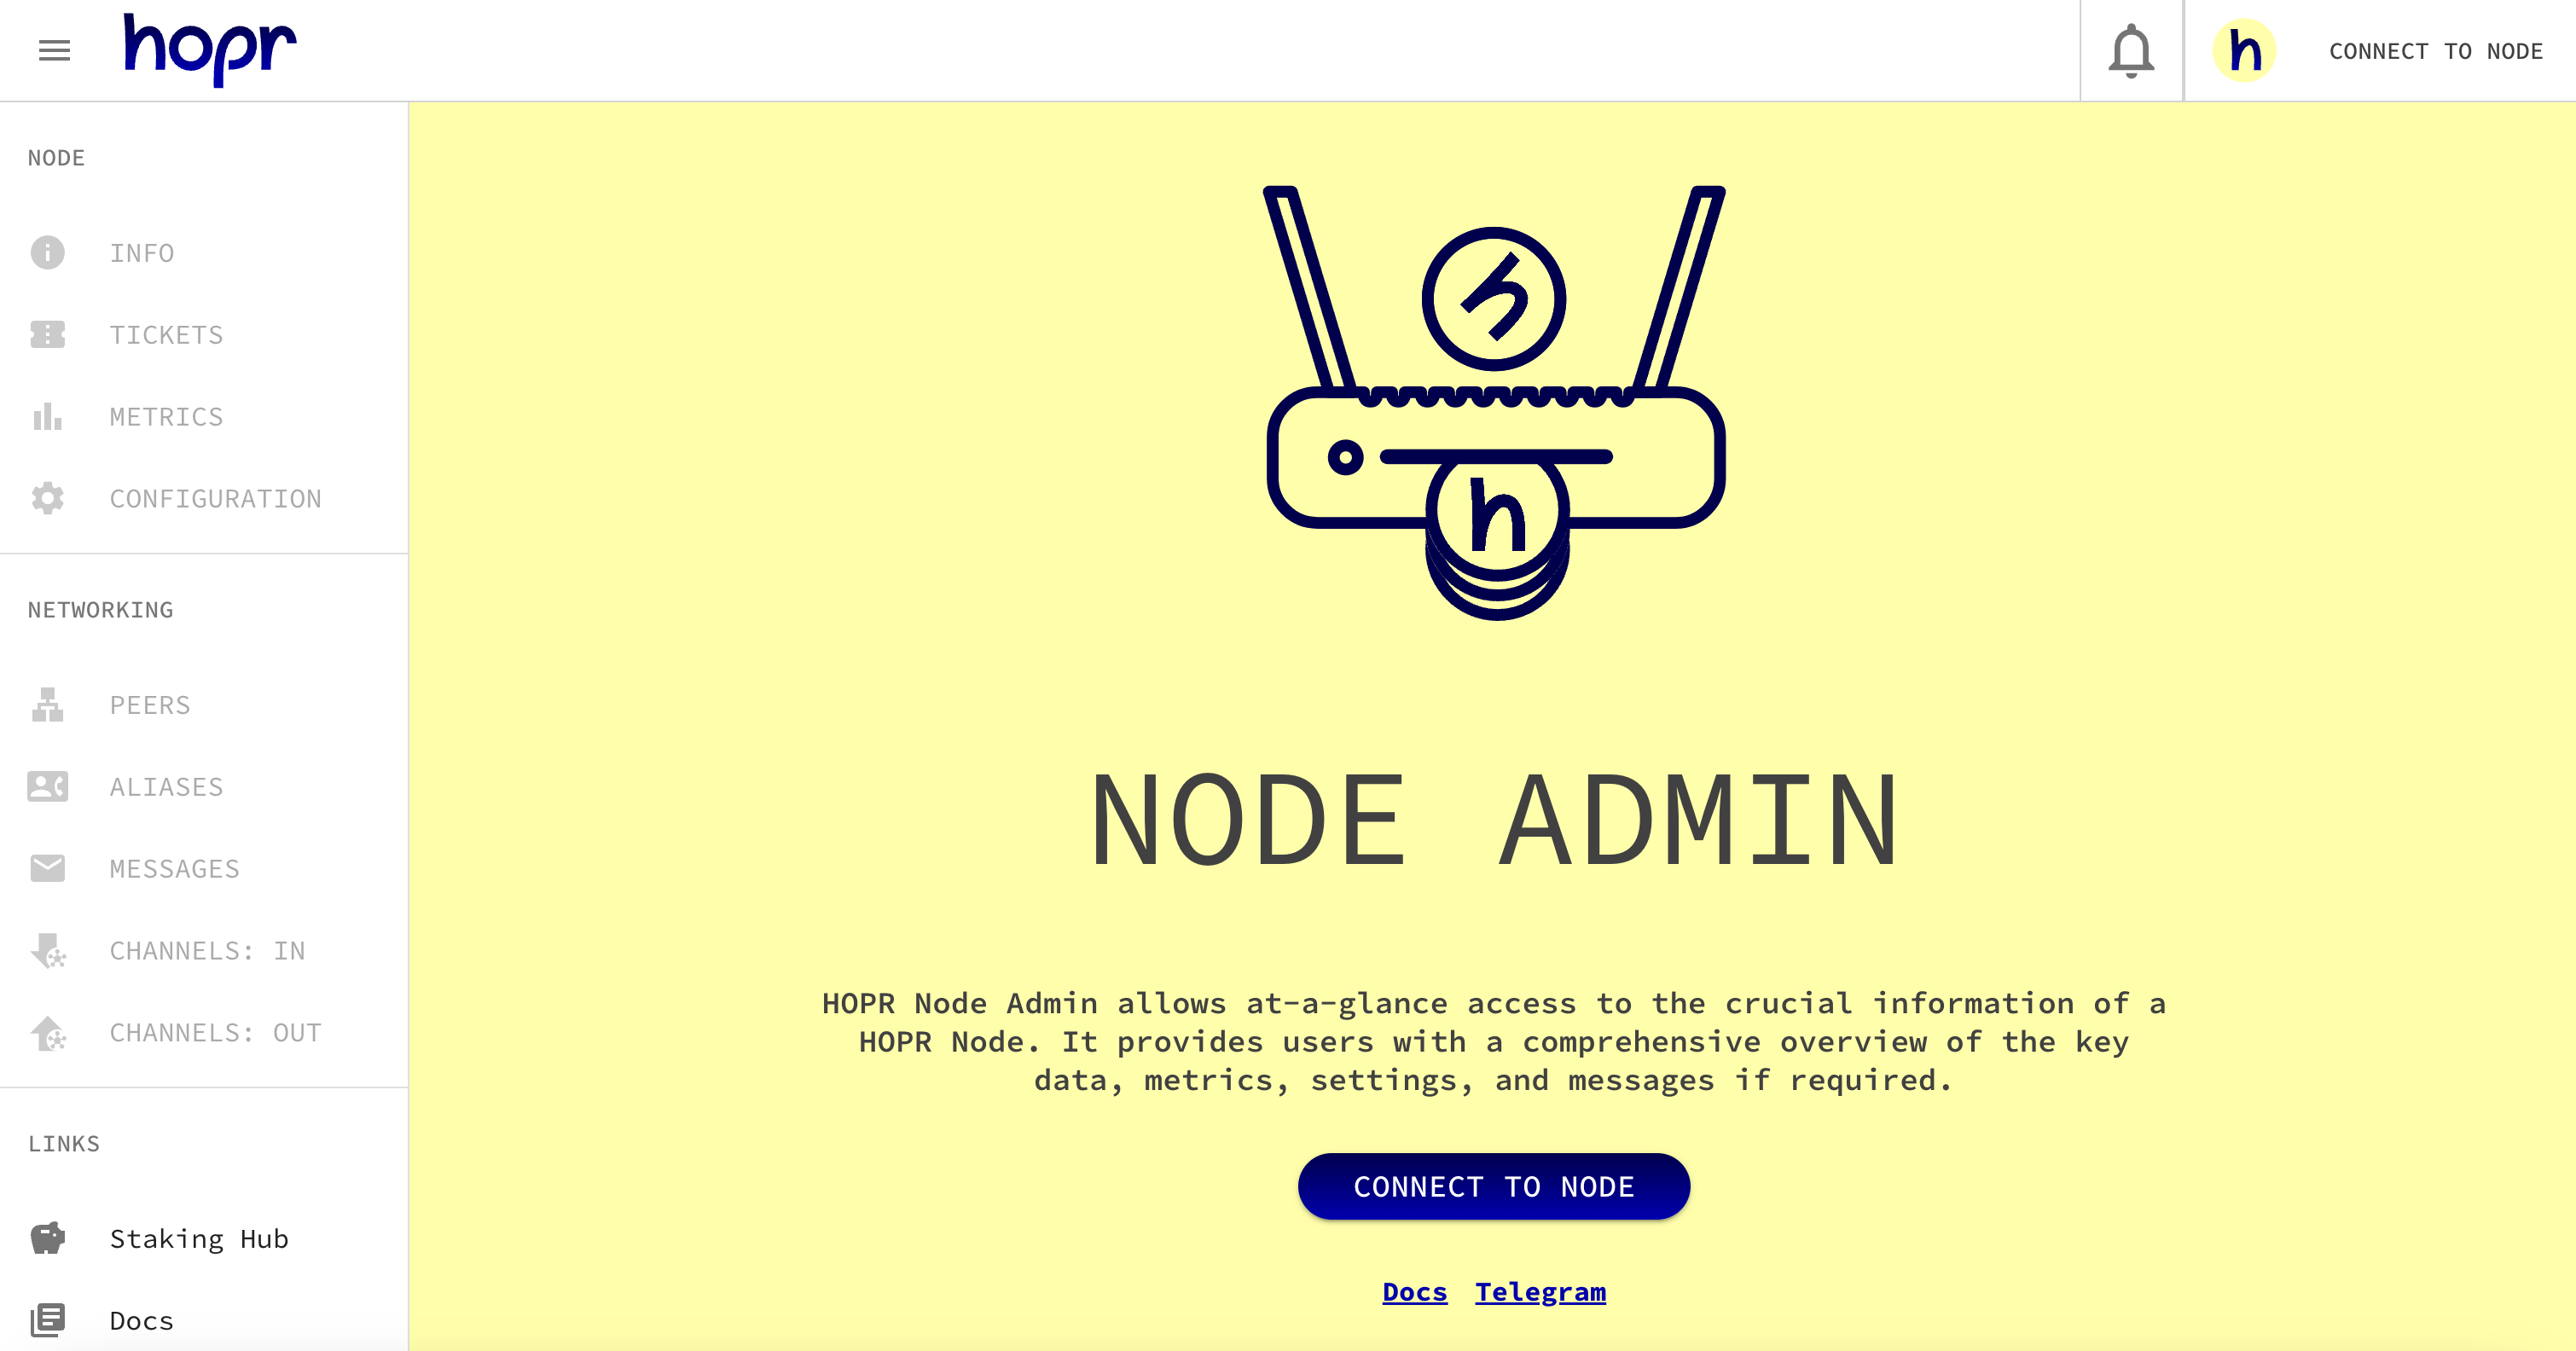 hopr
h
CONNECT TO NODE
NODE
INFO
TICKETS
METRICS
CONFIGURATION
NETWORKING
PEERS
ALIASES
MESSAGES
CHANNELS: IN
CHANNELS: OUT
LINKS
Staking Hub
Docs
h
h
NODE ADMIN
HOPR Node Admin allows at-a-glance access to the crucial information of a
HOPR Node. It provides users with a comprehensive overview of the key
data, metrics, settings, and messages if required.
CONNECT TO NODE
Docs Telegram